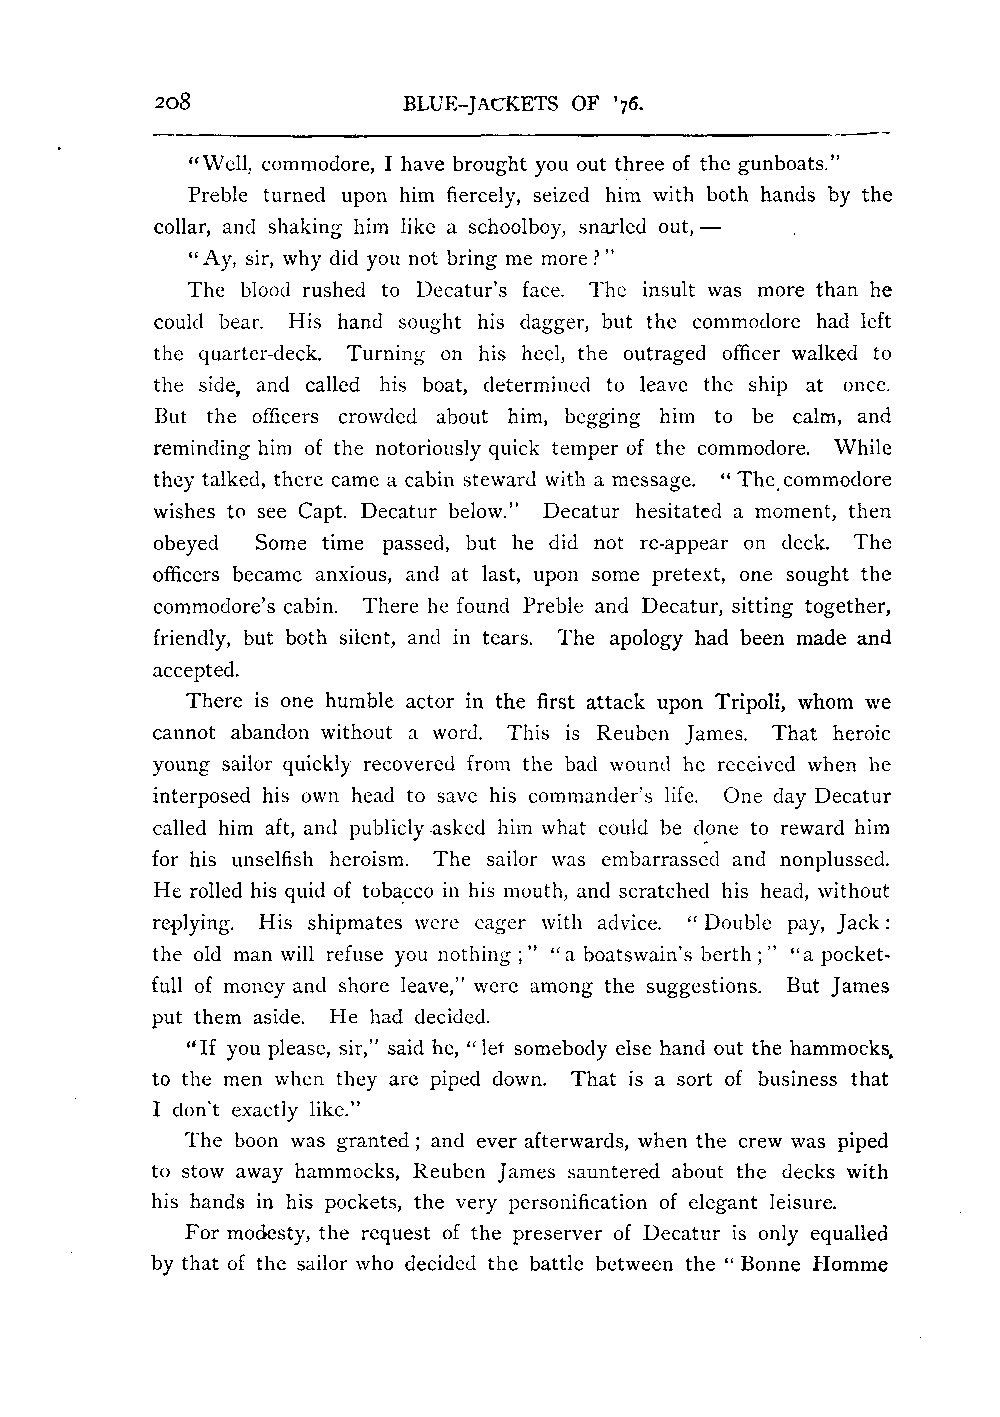 208 BLUE-JACKETS OF '76.
"Well, commodore, I have brought you out three of the gunboats."
Preble turned upon him fiercely, seized him with both hands by the
collar, and shaking him like a schoolboy, snarled out, —
"Ay, sir, why did you not bring me more?"
The blood rushed to Decatur's face. The insult was more than he
could bear. His hand sought his dagger, but the commodore had left
the quarter-deck. Turning on his heel, the outraged officer walked to
the side, and called his boat, determined to leave the ship at once.
But the officers crowded about him, begging him to be calm, and
reminding him of the notoriously quick temper of the commodore. While
they talked, there came a cabin steward with a message. "The commodore
wishes to see Capt. Decatur below." Decatur hesitated a moment, then
obeyed Some time passed, but he did not re-appear on deck. The
officers became anxious, and at last, upon some pretext, one sought the
commodore's cabin. There he found Preble and Decatur, sitting together,
friendly, but both silent, and in tears. The apology had been made and
accepted.
There is one humble actor in the first attack upon Tripoli, whom we
cannot abandon without a word. This is Reuben James. That heroic
young sailor quickly recovered from the bad wound he received when he
interposed his own head to save his commander's life. One day Decatur
called him aft, and publicly asked him what could be done to reward him
for his unselfish heroism. The sailor was embarrassed and nonplussed.
He rolled his quid of tobacco in his mouth, and scratched his head, without
replying. His shipmates were eager with advice. "Double pay, Jack:
the old man will refuse you nothing;" "a boatswain's berth;" "a pocket-
full of money and shore leave," were among the suggestions. But James
put them aside. He had decided.
"If you please, sir," said he, "let somebody else hand out the hammocks,
to the men when they are piped down. That is a sort of business that
I don't exactly like."
The boon was granted; and ever afterwards, when the crew was piped
to stow away hammocks, Reuben James sauntered about the decks with
his hands in his pockets, the very personification of elegant leisure.
For modesty, the request of the preserver of Decatur is only equalled
by that of the sailor who decided the battle between the "Bonne Homme